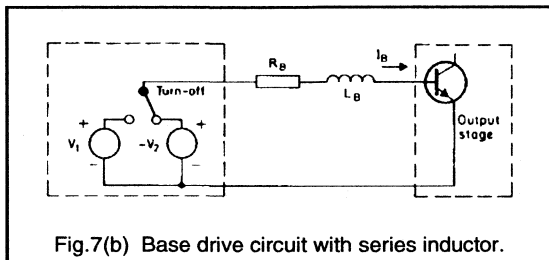 R_B
I_B
Turn-off
L_B
+
V_1
−
-V_2
+
−
Output
stage
Fig.7(b) Base drive circuit with series inductor.